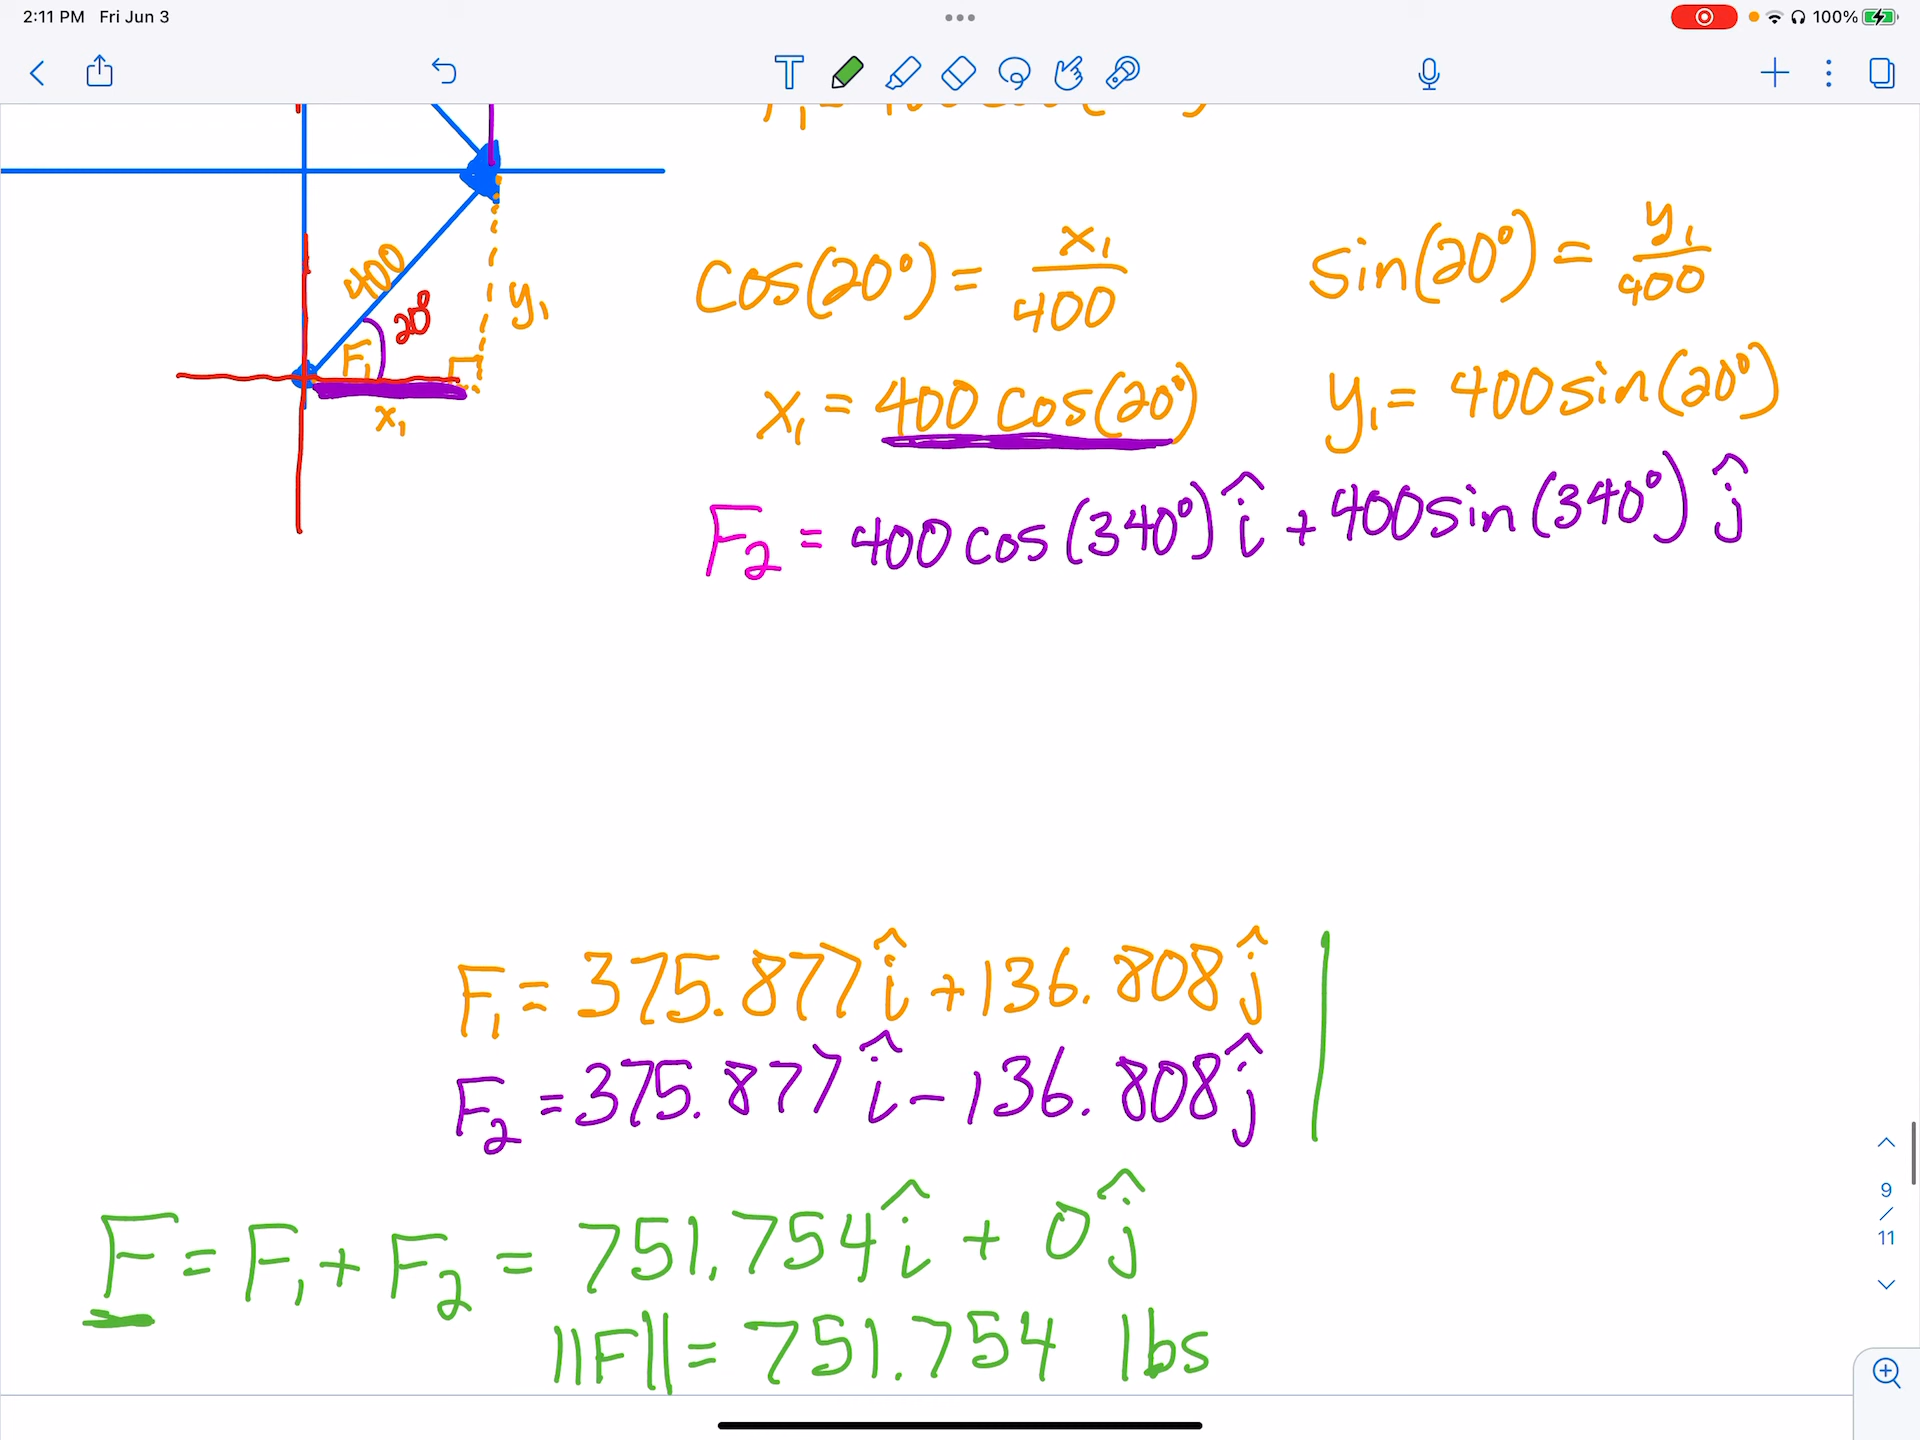 2:11 PM Fri Jun 3
100%
400
20°
F₁
y₁
x₁
cos(20°) = x₁/400
sin(20°) = y₁/400
x₁ = 400 cos(20°)
y₁ = 400 sin(20°)
F₂ = 400 cos(340°) î + 400 sin(340°) ĵ
F₁ = 375.877 î + 136.808 ĵ
F₂ = 375.877 î - 136.808 ĵ
F = F₁ + F₂ = 751.754 î + 0 ĵ
||F|| = 751.754 lbs
9
/
11